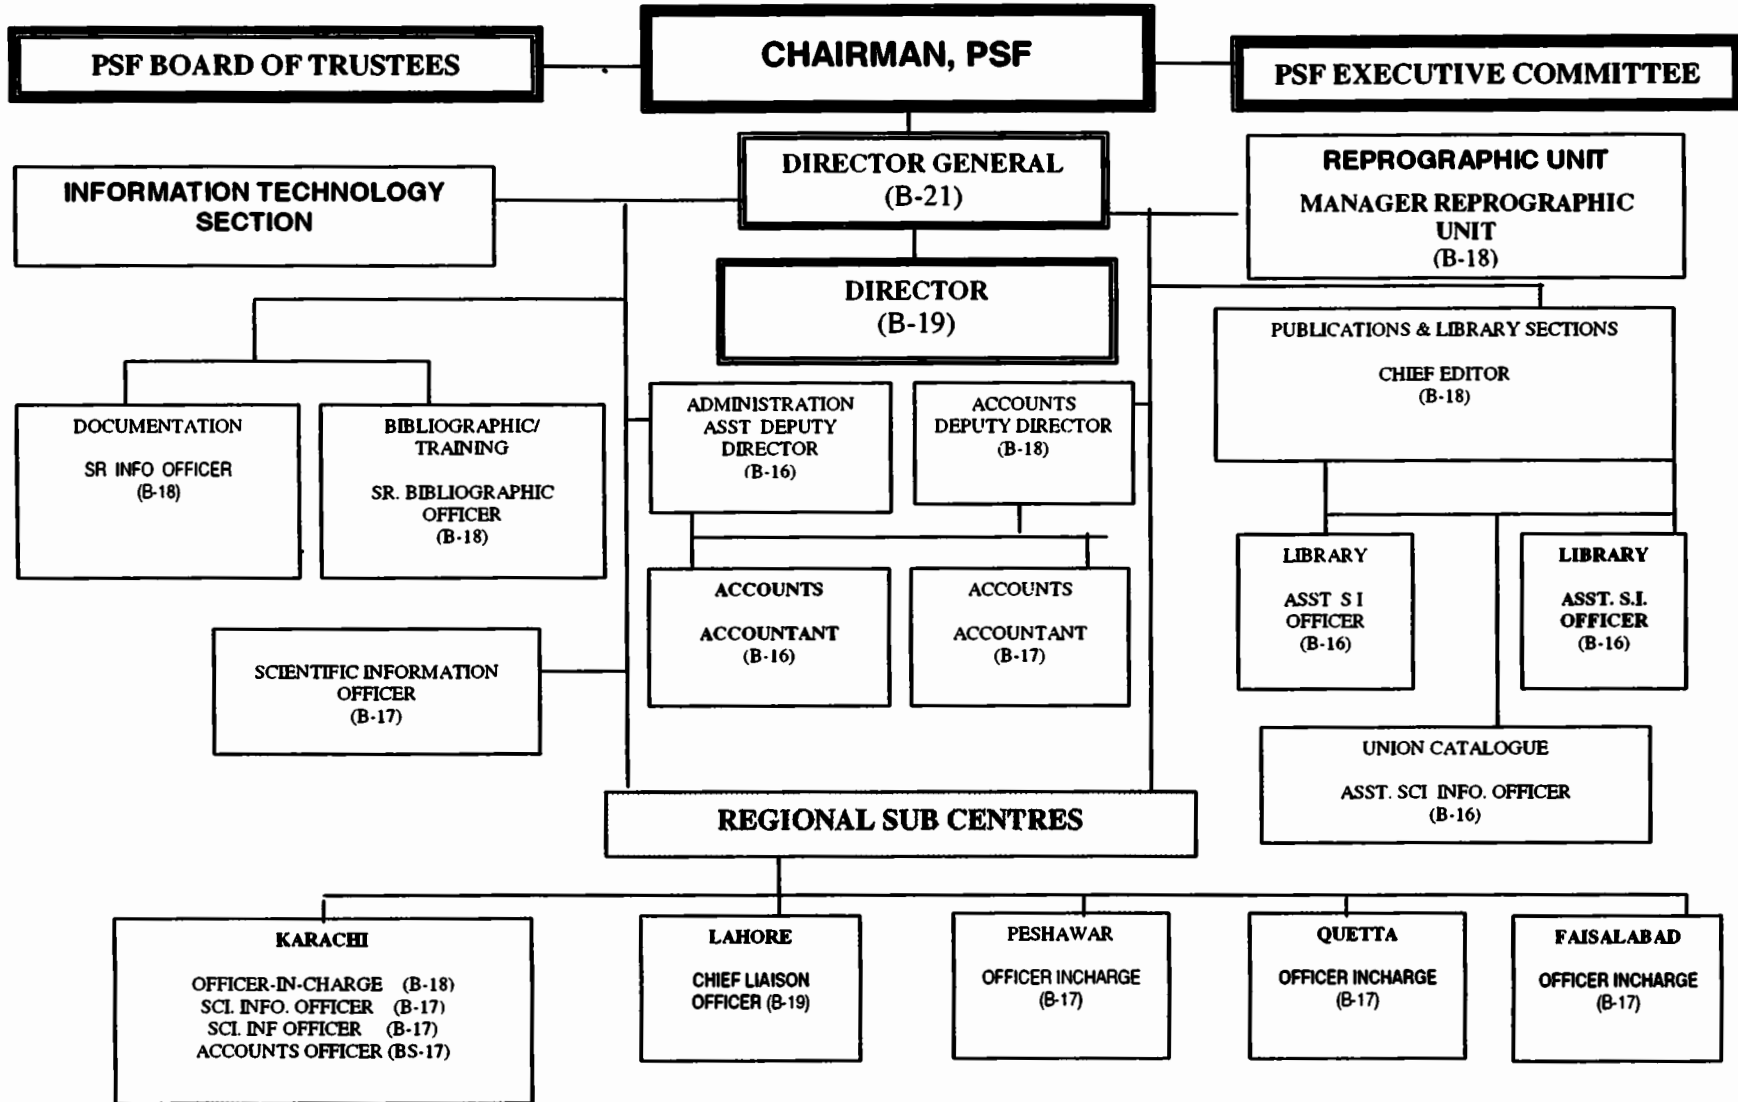 PSF BOARD OF TRUSTEES
CHAIRMAN, PSF
PSF EXECUTIVE COMMITTEE
INFORMATION TECHNOLOGY
SECTION
DIRECTOR GENERAL
(B-21)
REPROGRAPHIC UNIT
MANAGER REPROGRAPHIC
UNIT
(B-18)
DIRECTOR
(B-19)
PUBLICATIONS & LIBRARY SECTIONS
CHIEF EDITOR
(B-18)
DOCUMENTATION
SR INFO OFFICER
(B-18)
BIBLIOGRAPHIC/
TRAINING
SR. BIBLIOGRAPHIC
OFFICER
(B-18)
ADMINISTRATION
ASST DEPUTY
DIRECTOR
(B-16)
ACCOUNTS
DEPUTY DIRECTOR
(B-18)
ACCOUNTS
ACCOUNTANT
(B-16)
ACCOUNTS
ACCOUNTANT
(B-17)
LIBRARY
ASST S I
OFFICER
(B-16)
LIBRARY
ASST. S.I.
OFFICER
(B-16)
SCIENTIFIC INFORMATION
OFFICER
(B-17)
UNION CATALOGUE
ASST. SCI INFO. OFFICER
(B-16)
REGIONAL SUB CENTRES
KARACHI
OFFICER-IN-CHARGE (B-18)
SCI. INFO. OFFICER (B-17)
SCI. INF OFFICER (B-17)
ACCOUNTS OFFICER (BS-17)
LAHORE
CHIEF LIAISON
OFFICER (B-19)
PESHAWAR
OFFICER INCHARGE
(B-17)
QUETTA
OFFICER INCHARGE
(B-17)
FAISALABAD
OFFICER INCHARGE
(B-17)